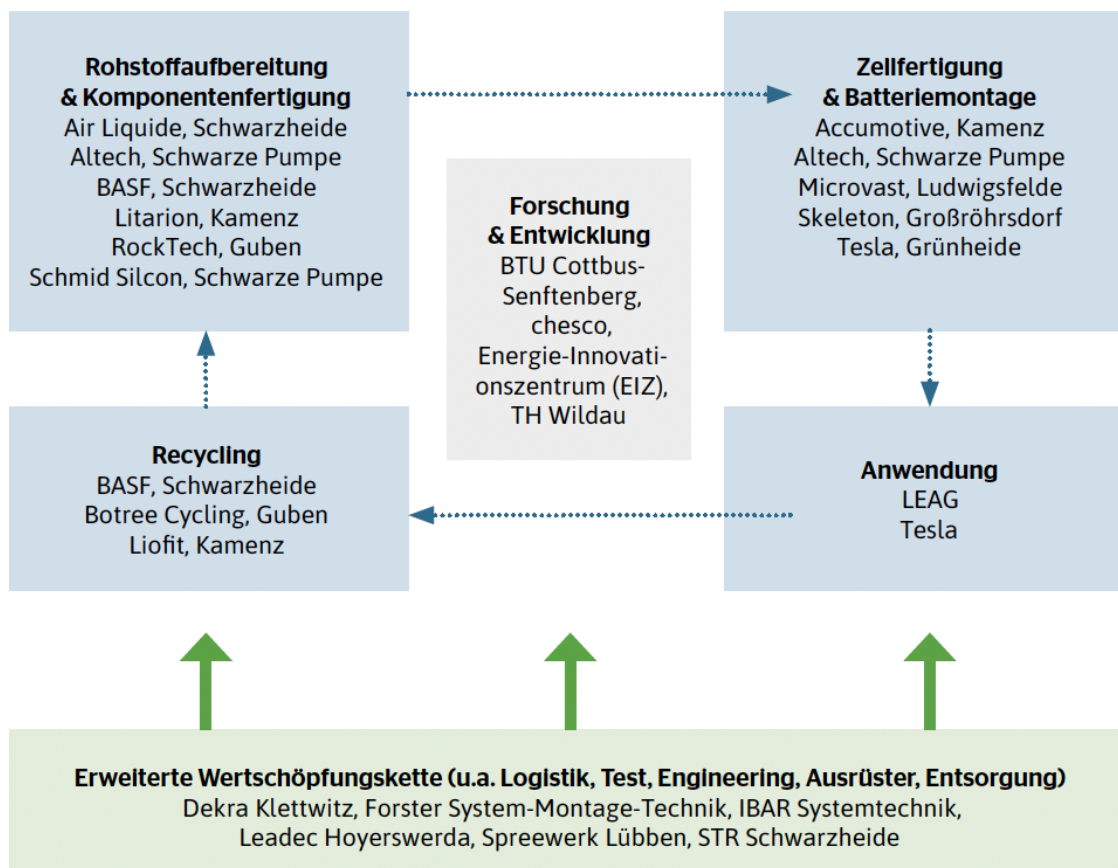 Rohstoffaufbereitung
& Komponentenfertigung
Air Liquide, Schwarzheide
Altech, Schwarze Pumpe
BASF, Schwarzheide
Litarion, Kamenz
RockTech, Guben
Schmid Silcon, Schwarze Pumpe
Zellfertigung
& Batteriemontage
Accumotive, Kamenz
Altech, Schwarze Pumpe
Microvast, Ludwigsfelde
Skeleton, Großröhrsdorf
Tesla, Grünheide
Forschung
& Entwicklung
BTU Cottbus-
Senftenberg,
chesco,
Energie-Innovati-
onszentrum (EIZ),
TH Wildau
Recycling
BASF, Schwarzheide
Botree Cycling, Guben
Liofit, Kamenz
Anwendung
LEAG
Tesla
Erweiterte Wertschöpfungskette (u.a. Logistik, Test, Engineering, Ausrüster, Entsorgung)
Dekra Klettwitz, Forster System-Montage-Technik, IBAR Systemtechnik,
Leadec Hoyerswerda, Spreewerk Lübben, STR Schwarzheide